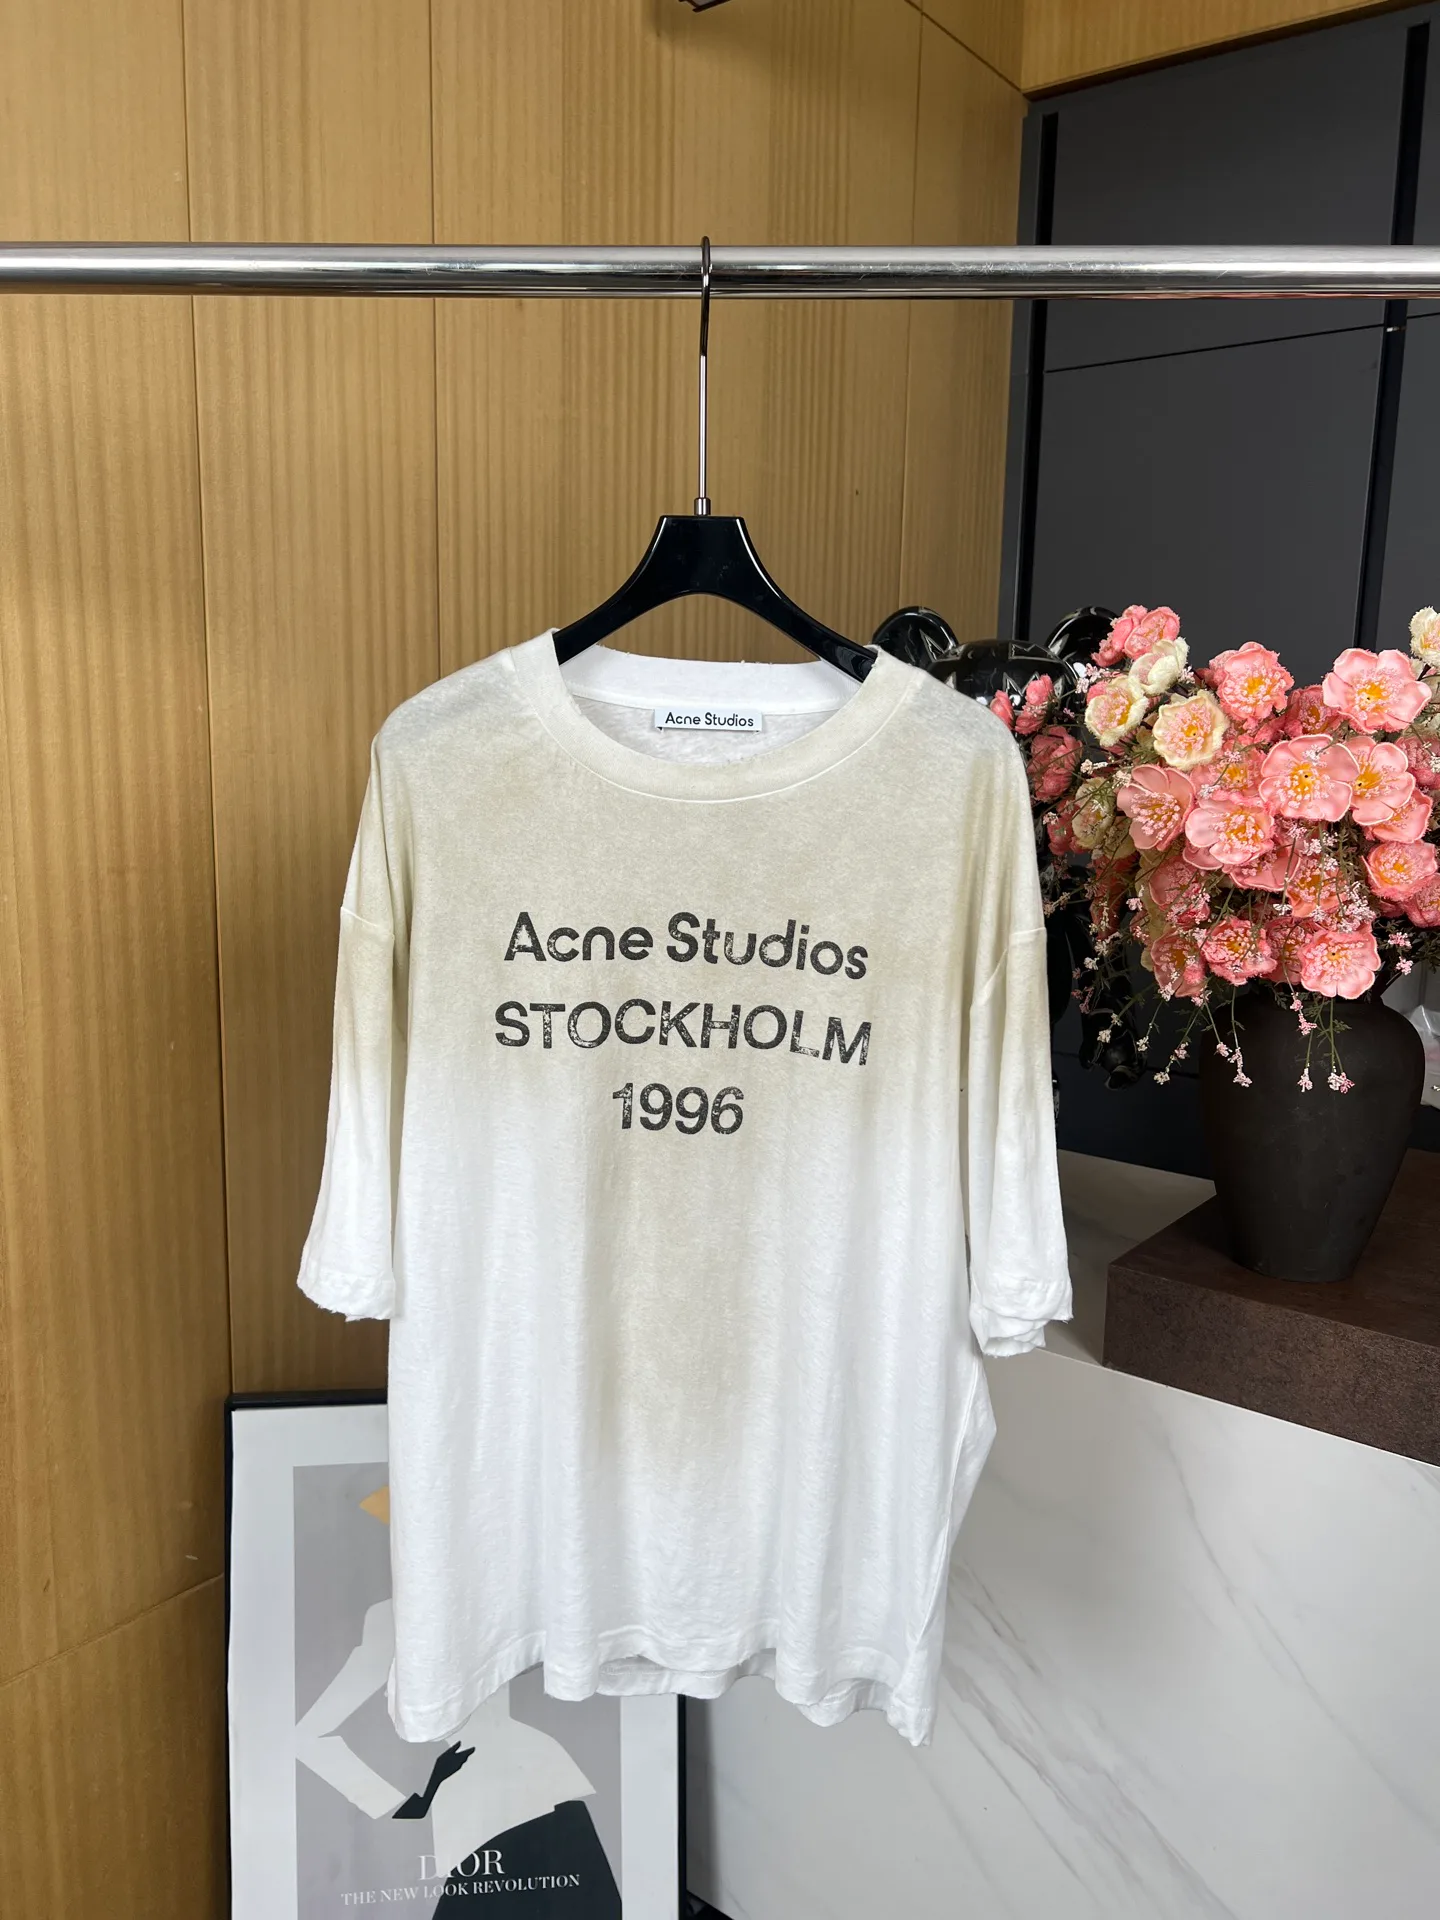 Acne Studios
Acne Studios
STOCKHOLM
1996
DIOR
THE NEW LOOK REVOLUTION